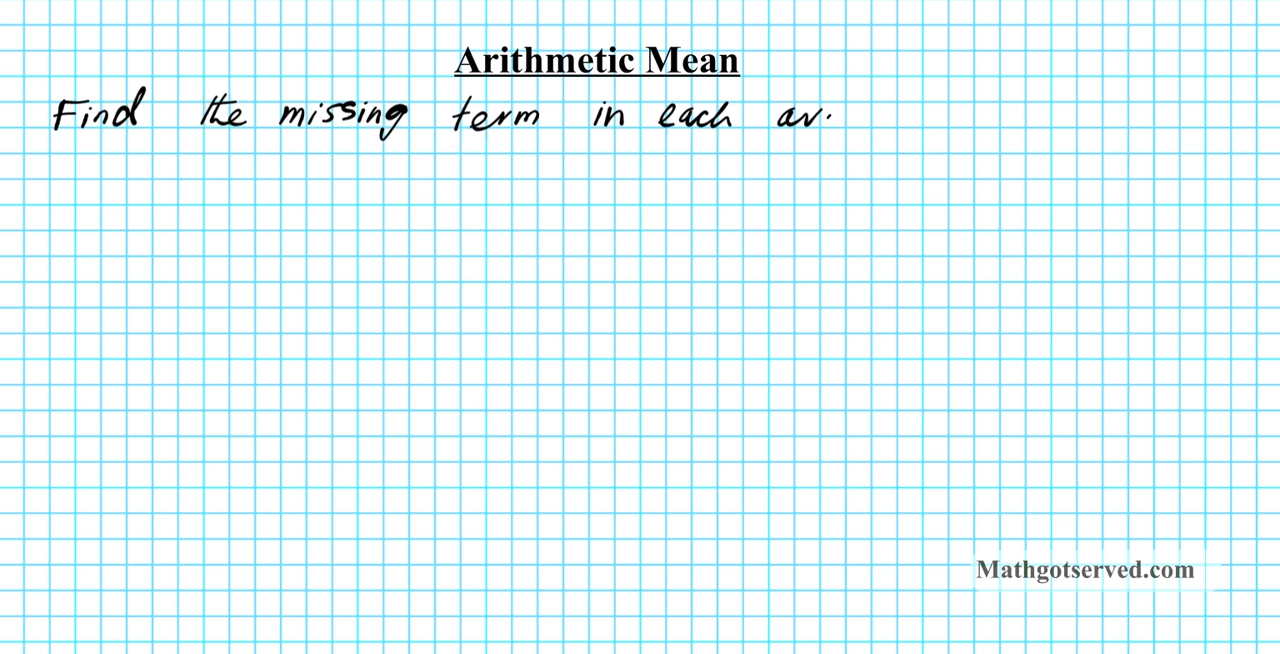 Arithmetic Mean
Find the missing term in each ar.
Mathgotserved.com